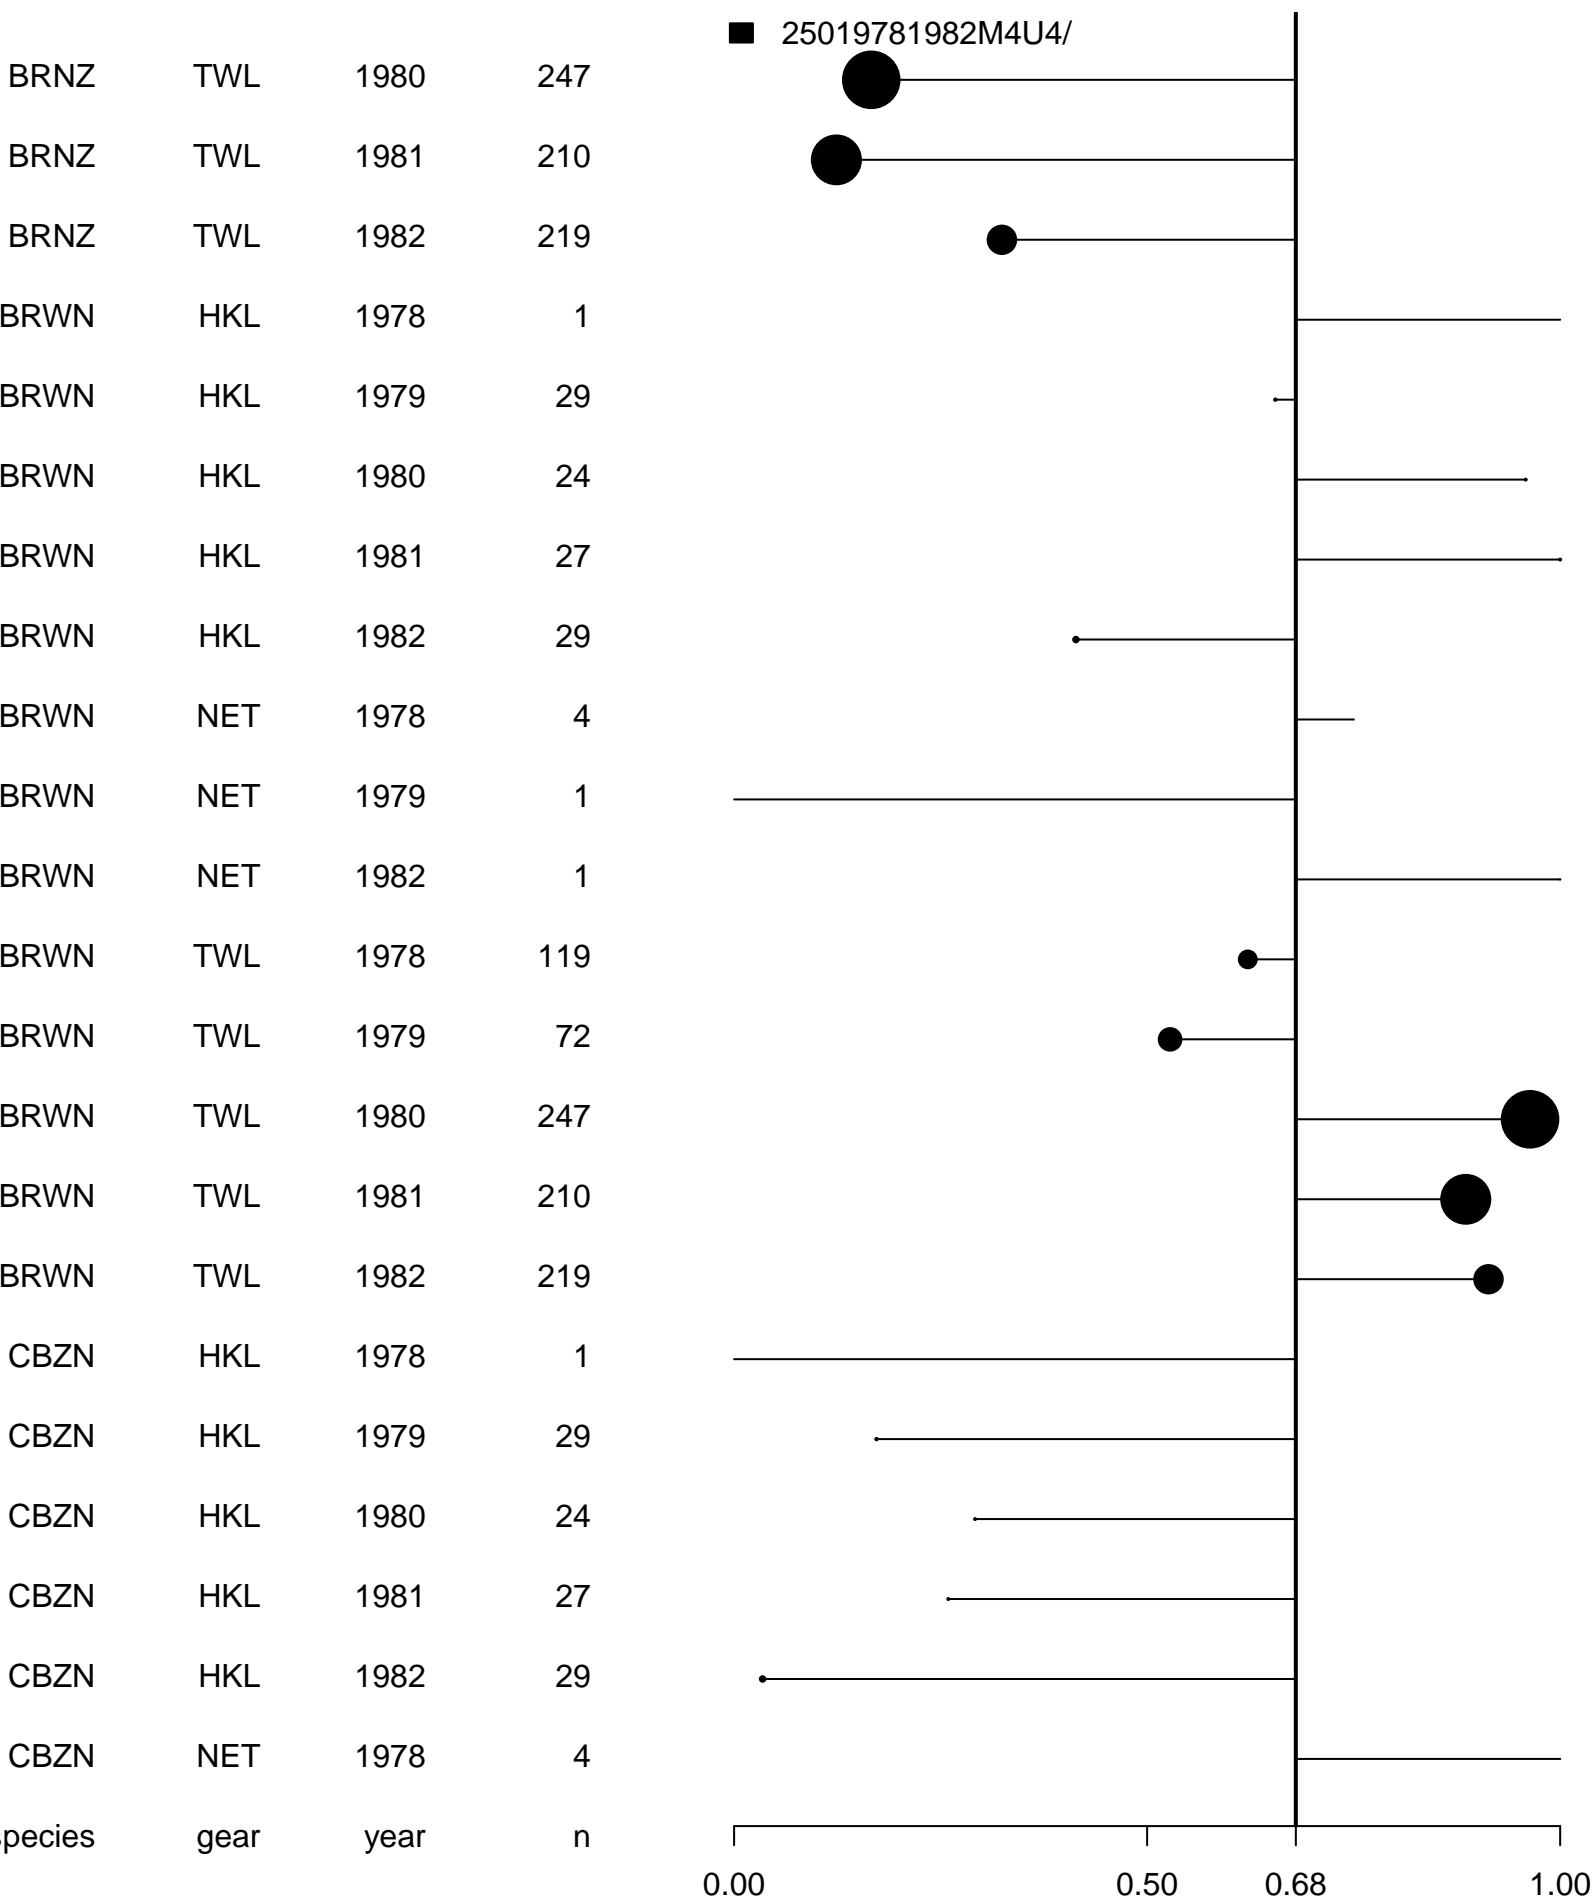 25019781982M4U4/
BRNZ TWL 1980 247
BRNZ TWL 1981 210
BRNZ TWL 1982 219
BRWN HKL 1978 1
BRWN HKL 1979 29
BRWN HKL 1980 24
BRWN HKL 1981 27
BRWN HKL 1982 29
BRWN NET 1978 4
BRWN NET 1979 1
BRWN NET 1982 1
BRWN TWL 1978 119
BRWN TWL 1979 72
BRWN TWL 1980 247
BRWN TWL 1981 210
BRWN TWL 1982 219
CBZN HKL 1978 1
CBZN HKL 1979 29
CBZN HKL 1980 24
CBZN HKL 1981 27
CBZN HKL 1982 29
CBZN NET 1978 4
species gear year n
0.00 0.50 0.68 1.00